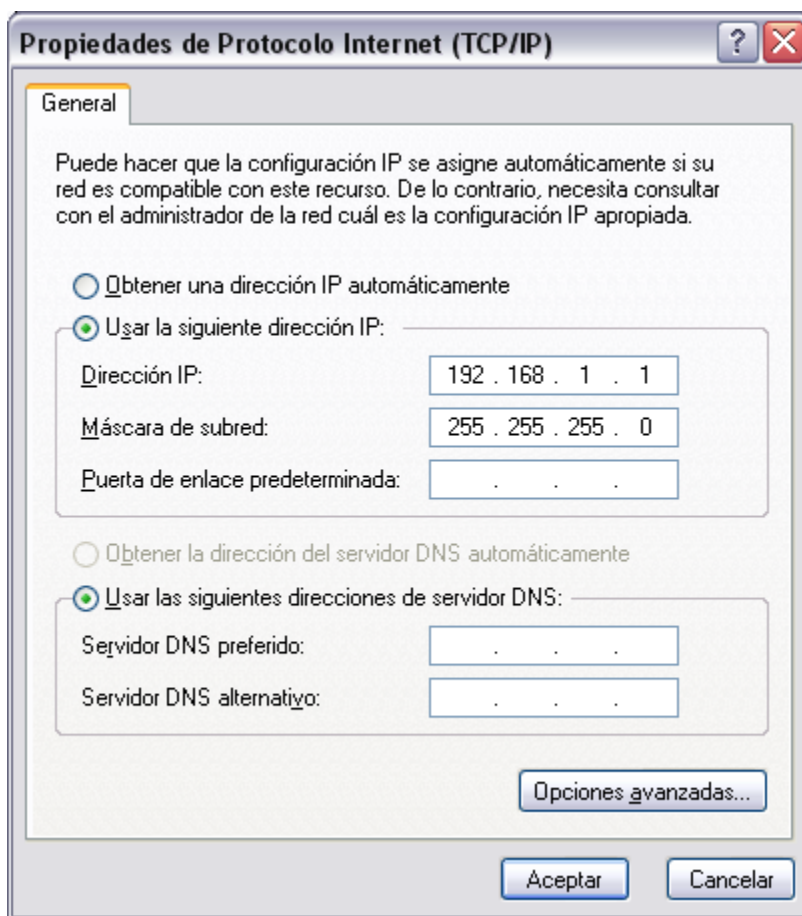 Propiedades de Protocolo Internet (TCP/IP)
General
Puede hacer que la configuración IP se asigne automáticamente si su
red es compatible con este recurso. De lo contrario, necesita consultar
con el administrador de la red cuál es la configuración IP apropiada.
Obtener una dirección IP automáticamente
Usar la siguiente dirección IP:
Dirección IP: 192 . 168 . 1 . 1
Máscara de subred: 255 . 255 . 255 . 0
Puerta de enlace predeterminada: . . .
Obtener la dirección del servidor DNS automáticamente
Usar las siguientes direcciones de servidor DNS:
Servidor DNS preferido: . . .
Servidor DNS alternativo: . . .
Opciones avanzadas...
Aceptar Cancelar